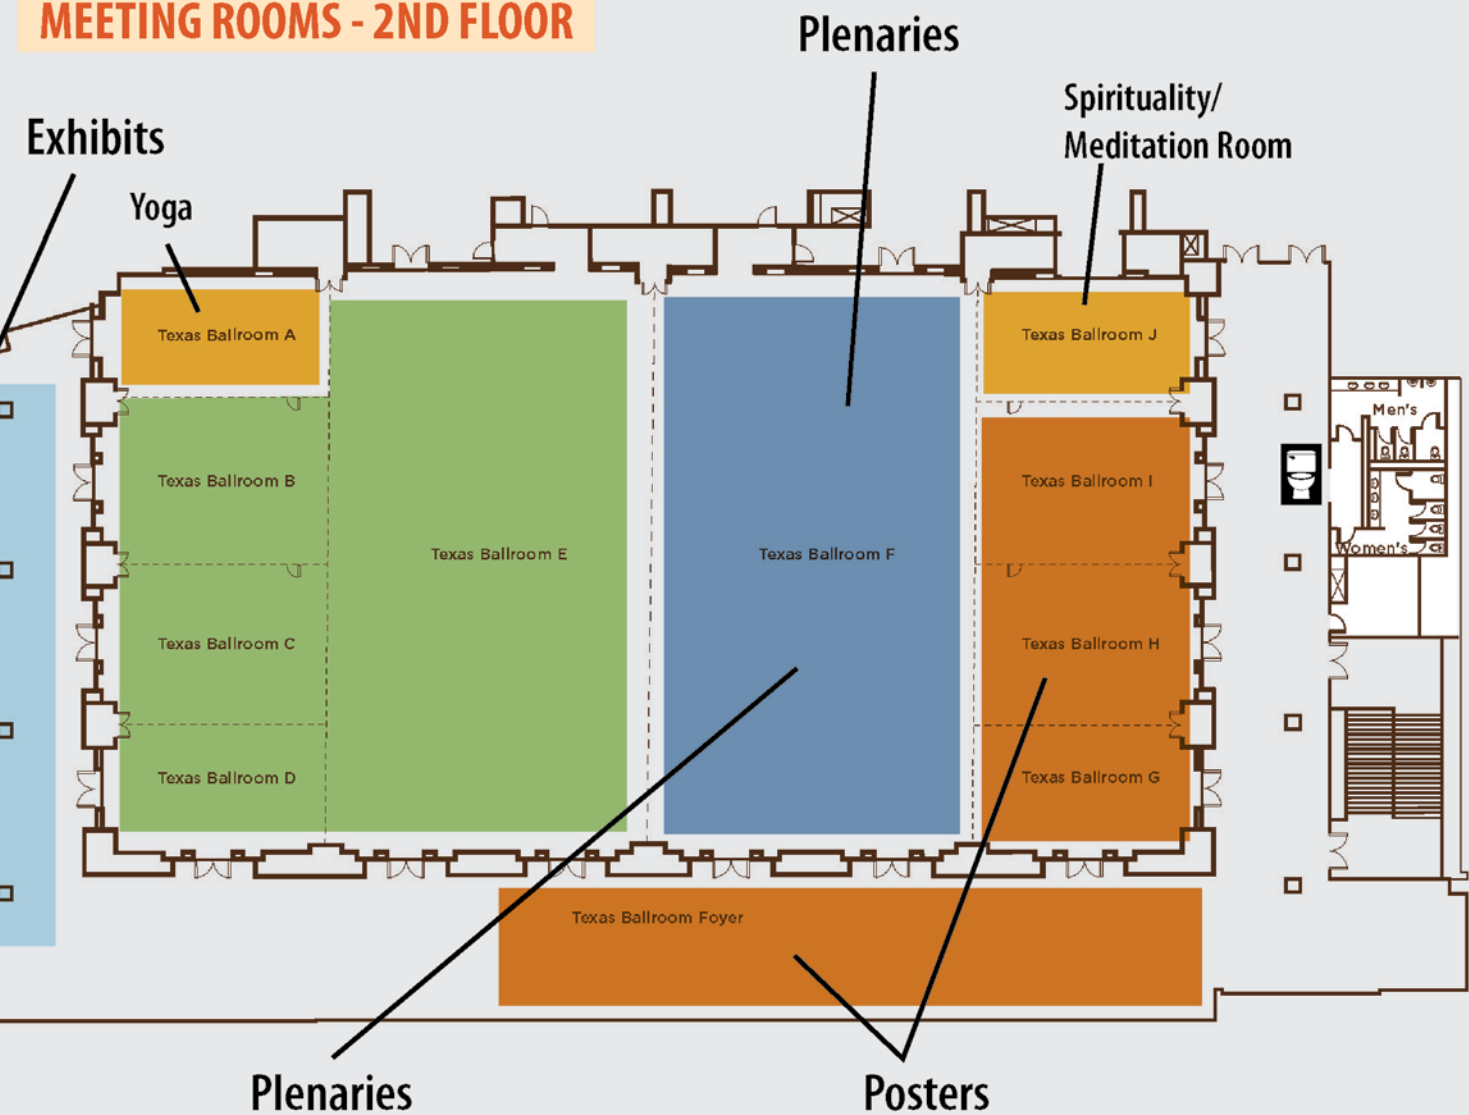 MEETING ROOMS - 2ND FLOOR
Plenaries
Spirituality/
Meditation Room
Exhibits
Yoga
Texas Ballroom A
Texas Ballroom J
Men's
Texas Ballroom B
Texas Ballroom I
Women's
Texas Ballroom E
Texas Ballroom F
Texas Ballroom C
Texas Ballroom H
Texas Ballroom D
Texas Ballroom G
Texas Ballroom Foyer
Plenaries
Posters